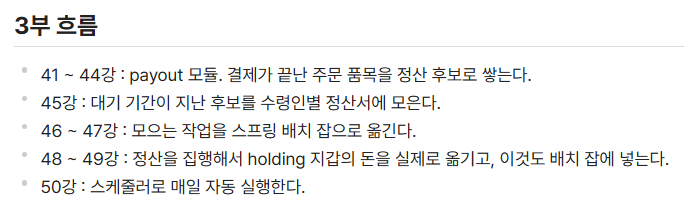 3부 흐름
41 ~ 44강 : payout 모듈. 결제가 끝난 주문 품목을 정산 후보로 쌓는다.
45강 : 대기 기간이 지난 후보를 수령인별 정산서에 모은다.
46 ~ 47강 : 모으는 작업을 스프링 배치 잡으로 옮긴다.
48 ~ 49강 : 정산을 집행해서 holding 지갑의 돈을 실제로 옮기고, 이것도 배치 잡에 넣는다.
50강 : 스케줄러로 매일 자동 실행한다.